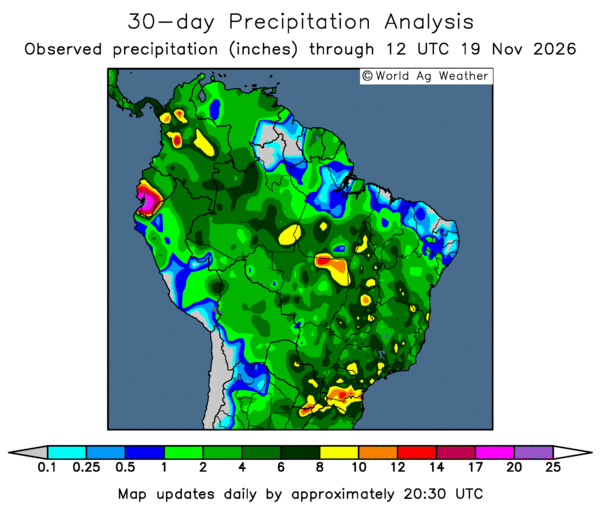 30-day Precipitation Analysis
Observed precipitation (inches) through 12 UTC 19 Nov 2026
© World Ag Weather
0.1 0.25 0.5 1 2 4 6 8 10 12 14 17 20 25
Map updates daily by approximately 20:30 UTC